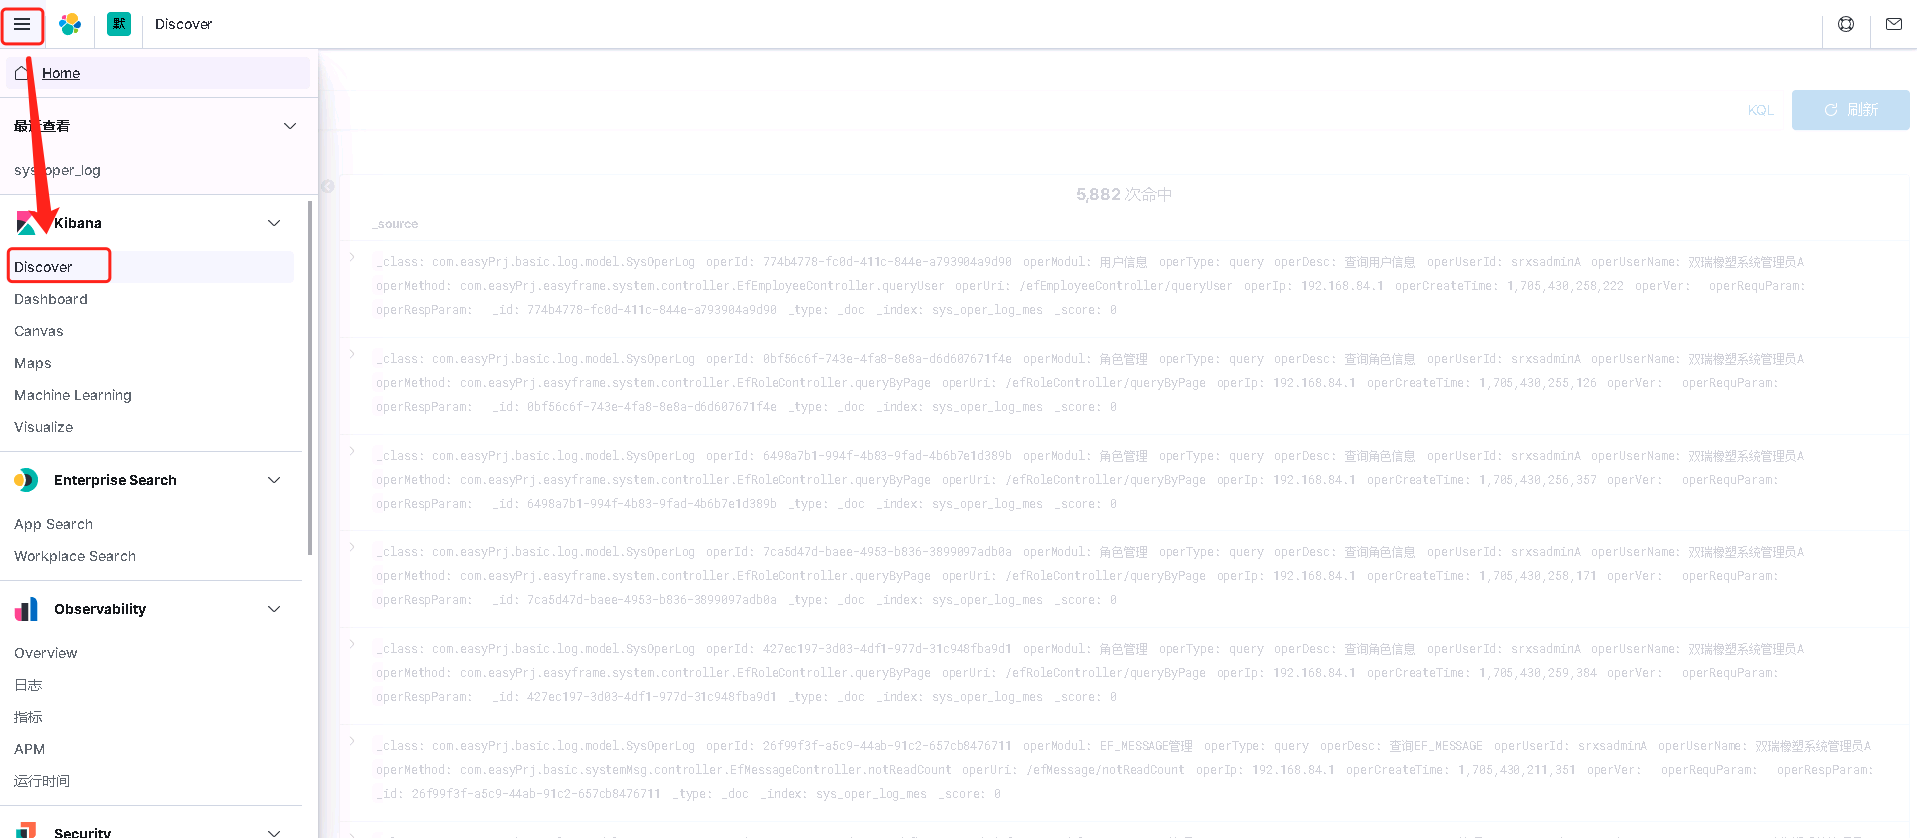 默 Discover
Home
最近查看
sys_oper_log
Kibana
Discover
Dashboard
Canvas
Maps
Machine Learning
Visualize
Enterprise Search
App Search
Workplace Search
Observability
Overview
日志
指标
APM
运行时间
Security
KQL 刷新
5,882 次命中
_source
_class: com.easyPrj.basic.log.model.SysOperLog operId: 774b4778-fc0d-411c-844e-a793904a9d90 operModul: 用户信息 operType: query operDesc: 查询用户信息 operUserId: srxsadminA operUserName: 双瑞橡塑系统管理员A
operMethod: com.easyPrj.easyframe.system.controller.EfEmployeeController.queryUser operUri: /efEmployeeController/queryUser operIp: 192.168.84.1 operCreateTime: 1,705,430,258,222 operVer: operRequParam:
operRespParam: _id: 774b4778-fc0d-411c-844e-a793904a9d90 _type: _doc _index: sys_oper_log_mes _score: 0
_class: com.easyPrj.basic.log.model.SysOperLog operId: 0bf56c6f-743e-4fa8-8e8a-d6d607671f4e operModul: 角色管理 operType: query operDesc: 查询角色信息 operUserId: srxsadminA operUserName: 双瑞橡塑系统管理员A
operMethod: com.easyPrj.easyframe.system.controller.EfRoleController.queryByPage operUri: /efRoleController/queryByPage operIp: 192.168.84.1 operCreateTime: 1,705,430,255,126 operVer: operRequParam:
operRespParam: _id: 0bf56c6f-743e-4fa8-8e8a-d6d607671f4e _type: _doc _index: sys_oper_log_mes _score: 0
_class: com.easyPrj.basic.log.model.SysOperLog operId: 6498a7b1-994f-4b83-9fad-4b6b7e1d389b operModul: 角色管理 operType: query operDesc: 查询角色信息 operUserId: srxsadminA operUserName: 双瑞橡塑系统管理员A
operMethod: com.easyPrj.easyframe.system.controller.EfRoleController.queryByPage operUri: /efRoleController/queryByPage operIp: 192.168.84.1 operCreateTime: 1,705,430,256,357 operVer: operRequParam:
operRespParam: _id: 6498a7b1-994f-4b83-9fad-4b6b7e1d389b _type: _doc _index: sys_oper_log_mes _score: 0
_class: com.easyPrj.basic.log.model.SysOperLog operId: 7ca5d47d-baee-4953-b836-3899097adb0a operModul: 角色管理 operType: query operDesc: 查询角色信息 operUserId: srxsadminA operUserName: 双瑞橡塑系统管理员A
operMethod: com.easyPrj.easyframe.system.controller.EfRoleController.queryByPage operUri: /efRoleController/queryByPage operIp: 192.168.84.1 operCreateTime: 1,705,430,258,171 operVer: operRequParam:
operRespParam: _id: 7ca5d47d-baee-4953-b836-3899097adb0a _type: _doc _index: sys_oper_log_mes _score: 0
_class: com.easyPrj.basic.log.model.SysOperLog operId: 427ec197-3d03-4df1-977d-31c948fba9d1 operModul: 角色管理 operType: query operDesc: 查询角色信息 operUserId: srxsadminA operUserName: 双瑞橡塑系统管理员A
operMethod: com.easyPrj.easyframe.system.controller.EfRoleController.queryByPage operUri: /efRoleController/queryByPage operIp: 192.168.84.1 operCreateTime: 1,705,430,259,384 operVer: operRequParam:
operRespParam: _id: 427ec197-3d03-4df1-977d-31c948fba9d1 _type: _doc _index: sys_oper_log_mes _score: 0
_class: com.easyPrj.basic.log.model.SysOperLog operId: 26f99f3f-a5c9-44ab-91c2-657cb8476711 operModul: EF_MESSAGE管理 operType: query operDesc: 查询EF_MESSAGE operUserId: srxsadminA operUserName: 双瑞橡塑系统管理员A
operMethod: com.easyPrj.basic.systemMsg.controller.EfMessageController.notReadCount operUri: /efMessage/notReadCount operIp: 192.168.84.1 operCreateTime: 1,705,430,211,351 operVer: operRequParam: operRespParam:
_id: 26f99f3f-a5c9-44ab-91c2-657cb8476711 _type: _doc _index: sys_oper_log_mes _score: 0